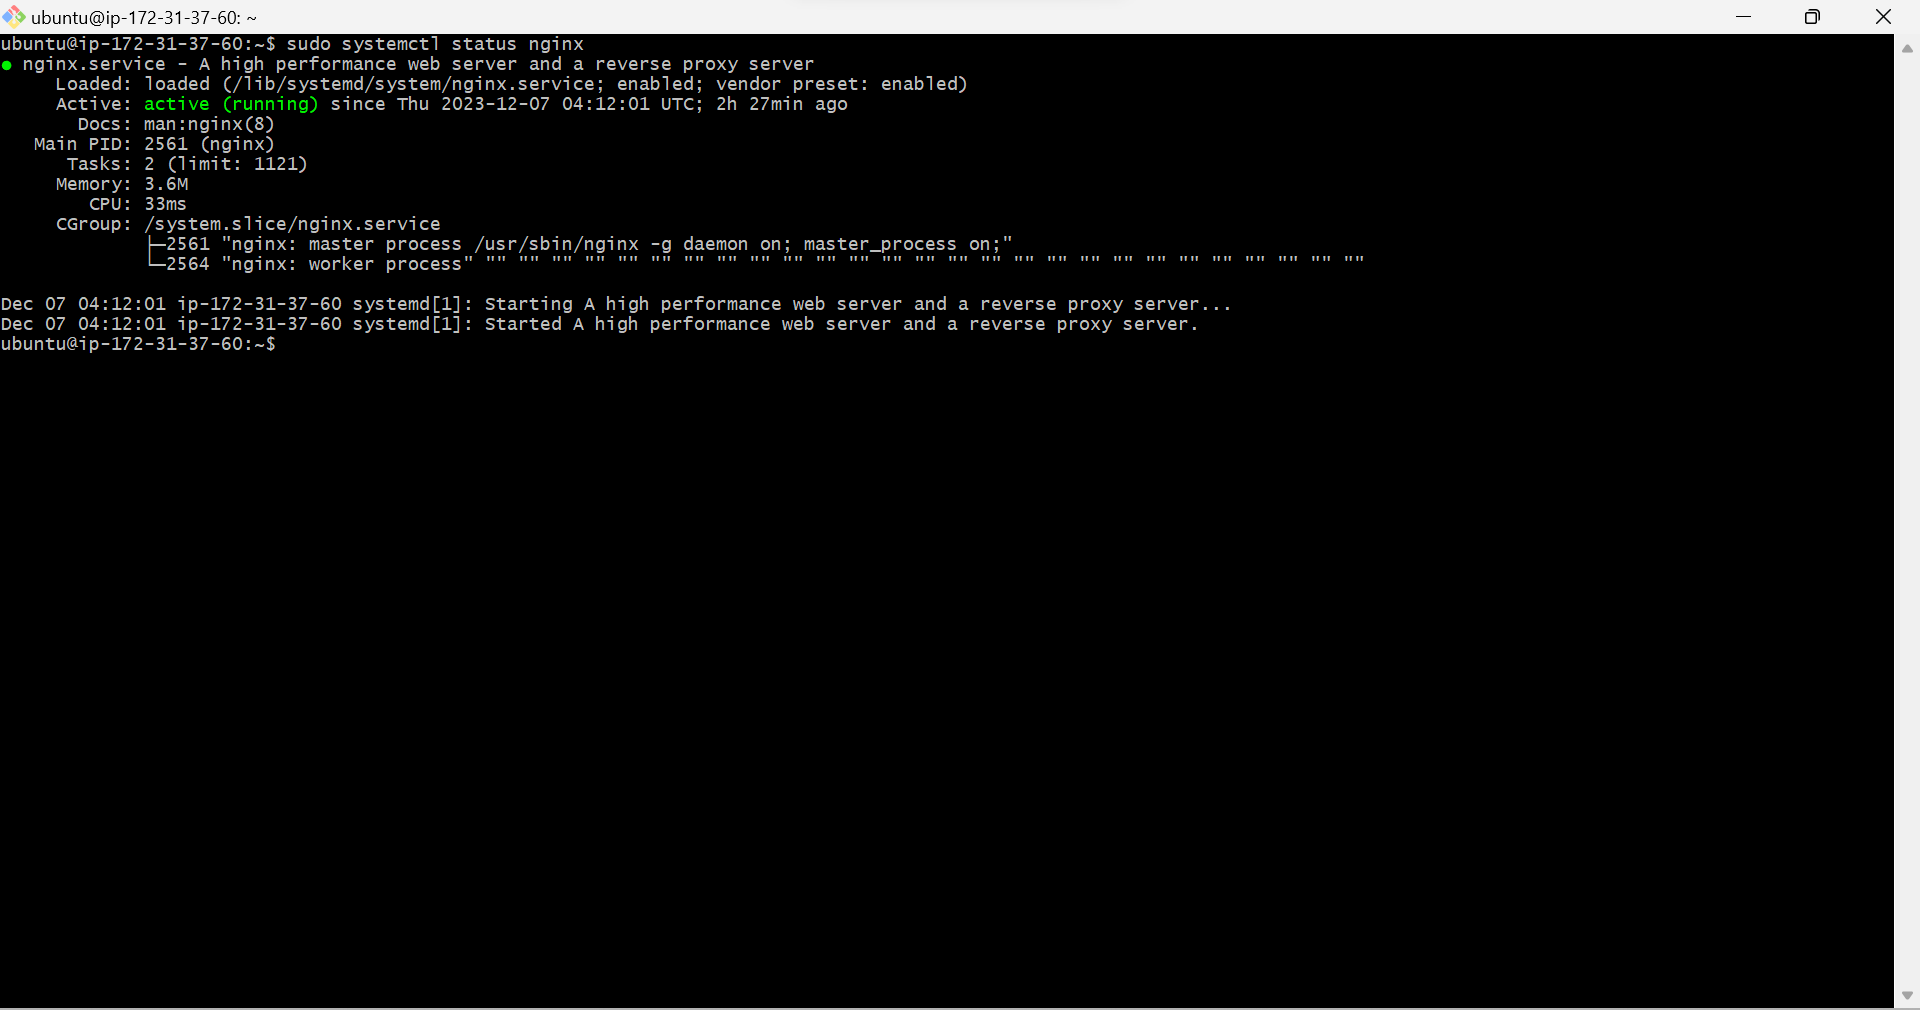 ubuntu@ip-172-31-37-60: ~
ubuntu@ip-172-31-37-60:~$ sudo systemctl status nginx
● nginx.service - A high performance web server and a reverse proxy server
     Loaded: loaded (/lib/systemd/system/nginx.service; enabled; vendor preset: enabled)
     Active: active (running) since Thu 2023-12-07 04:12:01 UTC; 2h 27min ago
       Docs: man:nginx(8)
   Main PID: 2561 (nginx)
      Tasks: 2 (limit: 1121)
     Memory: 3.6M
        CPU: 33ms
     CGroup: /system.slice/nginx.service
             ├─2561 "nginx: master process /usr/sbin/nginx -g daemon on; master_process on;"
             └─2564 "nginx: worker process" "" "" "" "" "" "" "" "" "" "" "" "" "" "" "" "" "" "" "" "" "" "" "" "" "" "" ""
Dec 07 04:12:01 ip-172-31-37-60 systemd[1]: Starting A high performance web server and a reverse proxy server...
Dec 07 04:12:01 ip-172-31-37-60 systemd[1]: Started A high performance web server and a reverse proxy server.
ubuntu@ip-172-31-37-60:~$